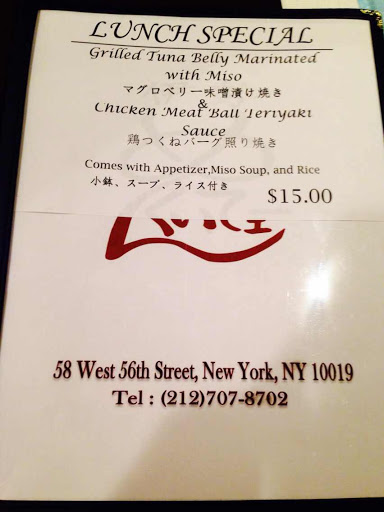 LUNCH SPECIAL
Grilled Tuna Belly Marinated
with Miso
マグロベリー味噌漬け焼き
&
Chicken Meat Ball Teriyaki
Sauce
鶏つくねバーグ照り焼き
Comes with Appetizer,Miso Soup, and Rice
小鉢、スープ、ライス付き
$15.00
58 West 56th Street, New York, NY 10019
Tel : (212)707-8702